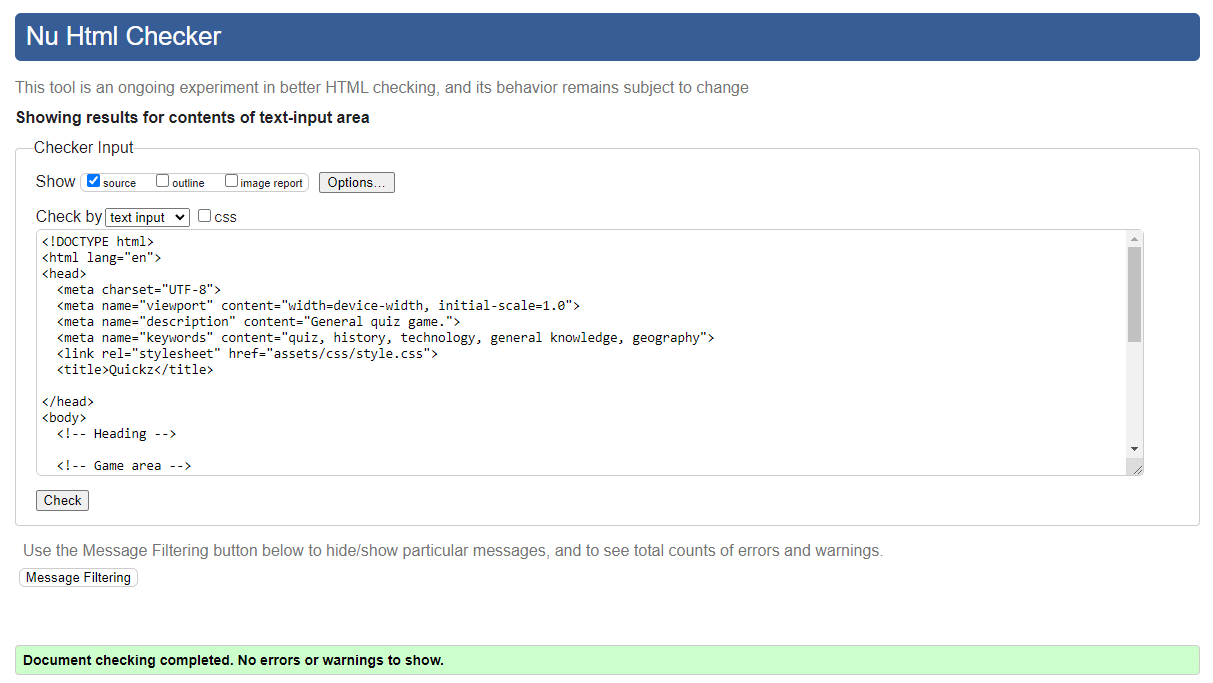 Nu Html Checker
This tool is an ongoing experiment in better HTML checking, and its behavior remains subject to change
Showing results for contents of text-input area
Checker Input
Show source outline image report Options...
Check by text input css
<!DOCTYPE html>
<html lang="en">
<head>
  <meta charset="UTF-8">
  <meta name="viewport" content="width=device-width, initial-scale=1.0">
  <meta name="description" content="General quiz game.">
  <meta name="keywords" content="quiz, history, technology, general knowledge, geography">
  <link rel="stylesheet" href="assets/css/style.css">
  <title>Quickz</title>
</head>
<body>
  <!-- Heading -->
  <!-- Game area -->
Check
Use the Message Filtering button below to hide/show particular messages, and to see total counts of errors and warnings.
Message Filtering
Document checking completed. No errors or warnings to show.